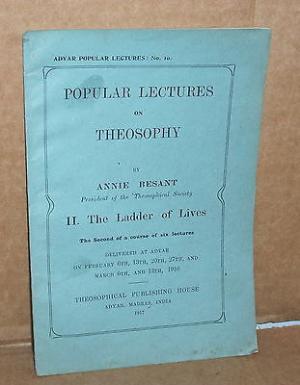 ADYAR POPULAR LECTURES: No. 10.
POPULAR LECTURES
ON
THEOSOPHY
BY
ANNIE BESANT
President of the Theosophical Society
II. The Ladder of Lives
The Second of a course of six lectures
DELIVERED AT ADYAR
ON FEBRUARY 6TH, 13TH, 20TH, 27TH, AND
MARCH 6TH, AND 13TH, 1910
THEOSOPHICAL PUBLISHING HOUSE
ADYAR, MADRAS, INDIA
1917